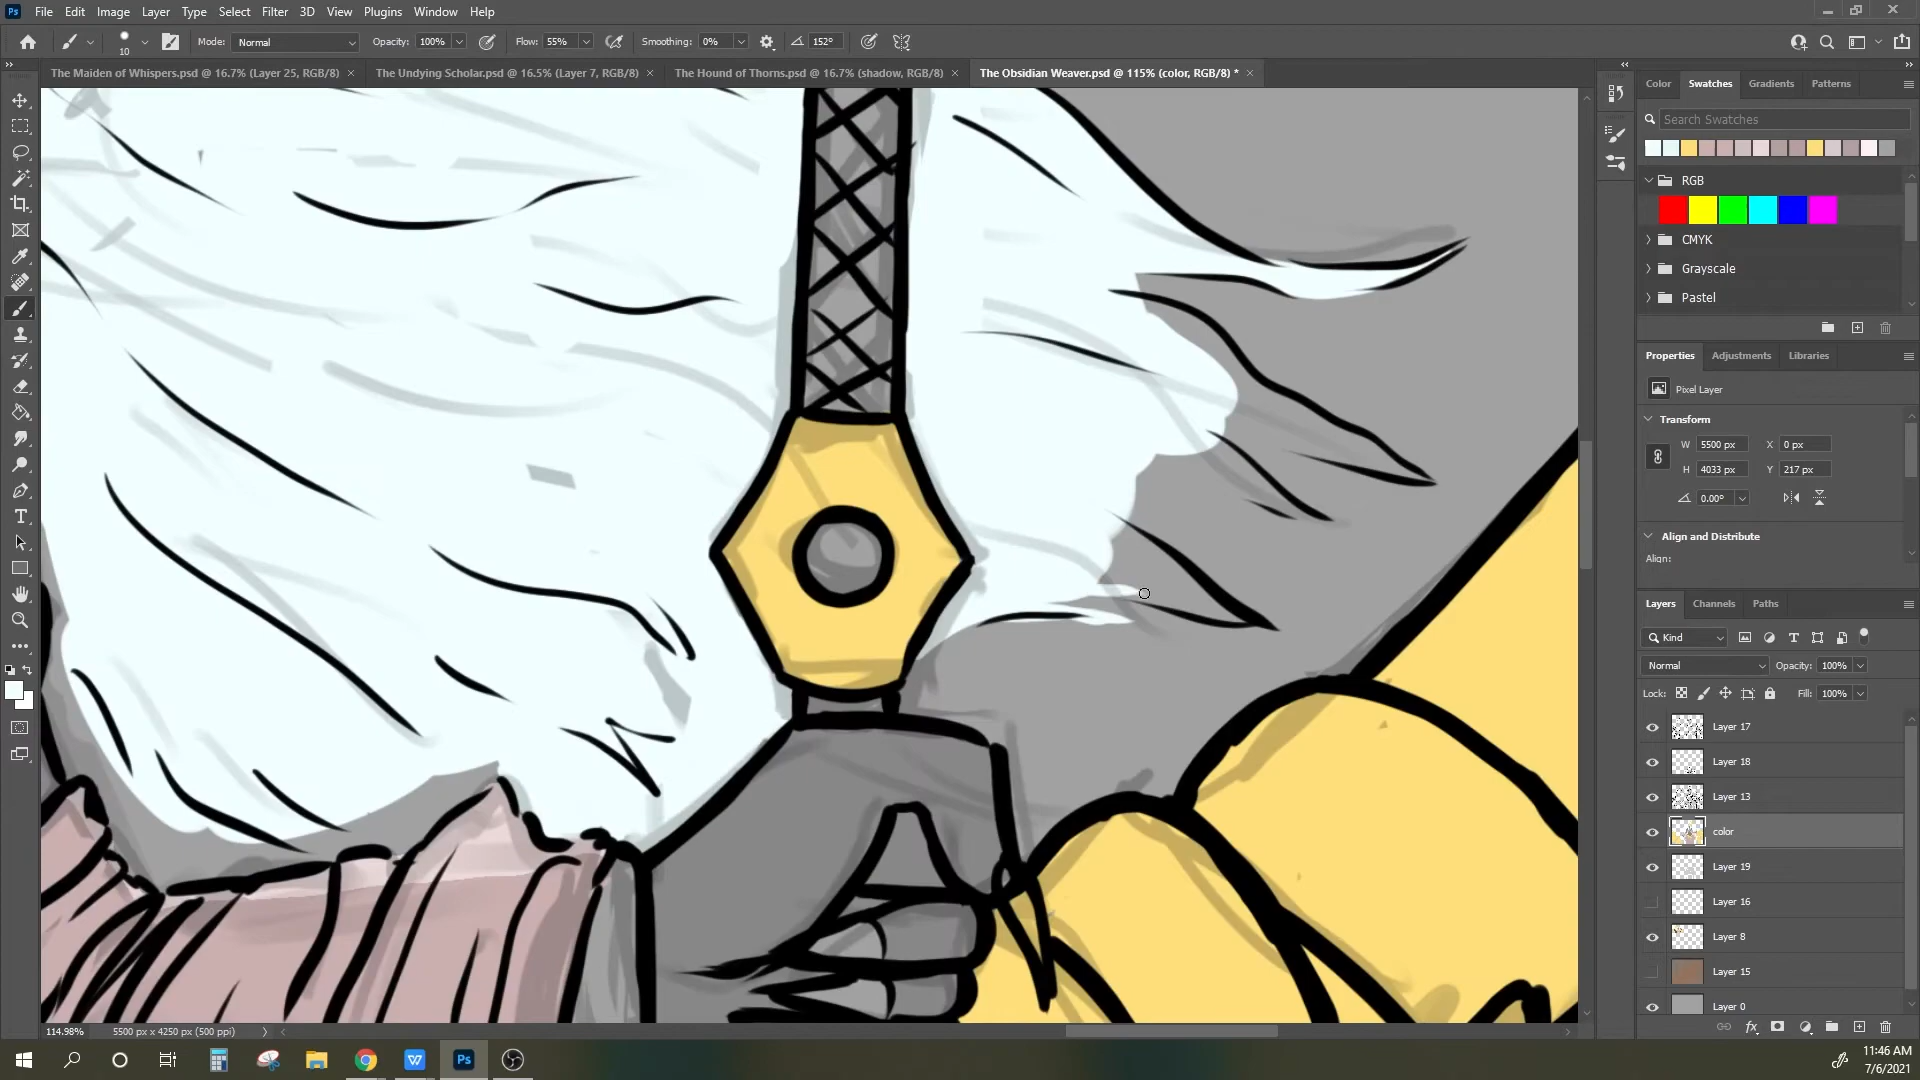 File Edit Image Layer Type Select Filter 3D View Plugins Window Help
10 Mode: Normal Opacity: 100% Flow: 55% Smoothing: 0% 152°
The Maiden of Whispers.psd @ 16.7% (Layer 25, RGB/8) × The Undying Scholar.psd @ 16.5% (Layer 7, RGB/8) × The Hound of Thorns.psd @ 16.7% (shadow, RGB/8) × The Obsidian Weaver.psd @ 115% (color, RGB/8) * ×
Color Swatches Gradients Patterns
Search Swatches
RGB
CMYK
Grayscale
Pastel
Properties Adjustments Libraries
Pixel Layer
Transform
W 5500 px X 0 px
H 4033 px Y 217 px
0.00°
Align and Distribute
Align:
Layers Channels Paths
Kind
Normal Opacity: 100%
Lock: Fill: 100%
Layer 17
Layer 18
Layer 13
color
Layer 19
Layer 16
Layer 8
Layer 15
Layer 0
114.98% 5500 px x 4250 px (500 ppi)
Ps
11:46 AM
7/6/2021